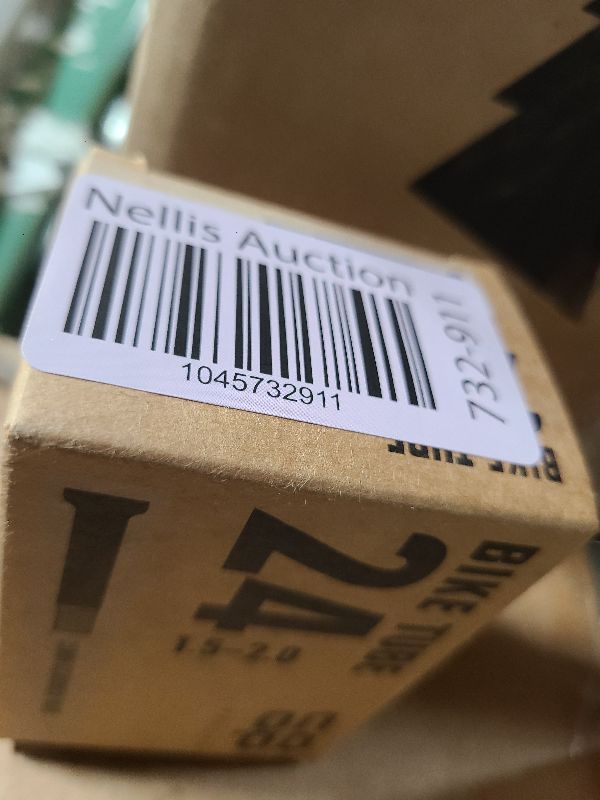 Nellis Auction
1045732911
732-911
BIKE TUBE
BIKE TUBE
24
1.5-2.0